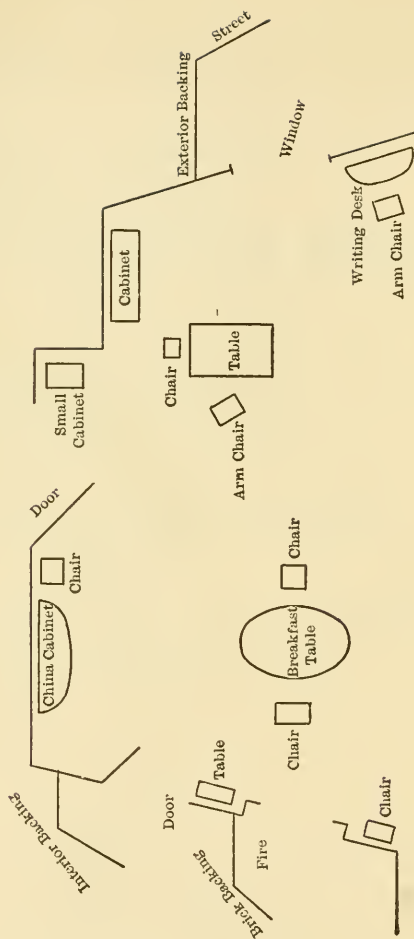 Street
Exterior Backing
Window
Cabinet
Writing Desk
Arm Chair
Small
Cabinet
Chair
Table
Arm Chair
Door
Chair
China Cabinet
Chair
Breakfast
Table
Chair
Interior Backing
Door
Table
Brick Backing
Fire
Chair